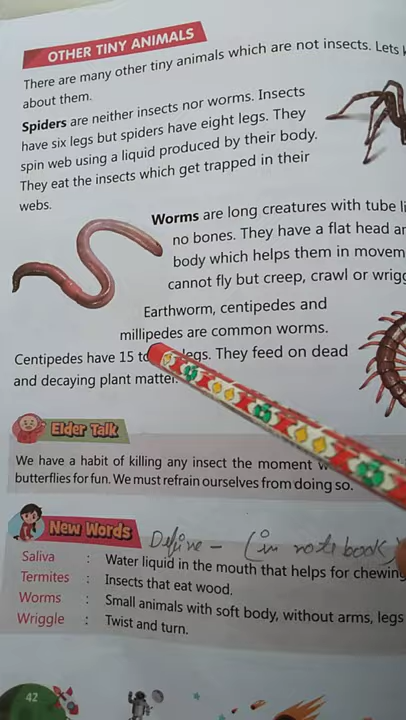 OTHER TINY ANIMALS
There are many other tiny animals which are not insects. Lets
about them.
Spiders are neither insects nor worms. Insects
have six legs but spiders have eight legs. They
spin web using a liquid produced by their body.
They eat the insects which get trapped in their
webs.
Worms are long creatures with tube
no bones. They have a flat head
body which helps them in
cannot fly but creep, crawl or
Earthworm, centipedes and
millipedes are common worms.
Centipedes have 15 legs. They feed on dead
and decaying plant matter.
Elder Talk
We have a habit of killing any insect the moment
butterflies for fun. We must refrain ourselves from doing so.
New Words Define - (in notebook)
Saliva : Water liquid in the mouth that helps for chewing
Termites : Insects that eat wood.
Worms : Small animals with soft body, without arms, legs
Wriggle : Twist and turn.
42